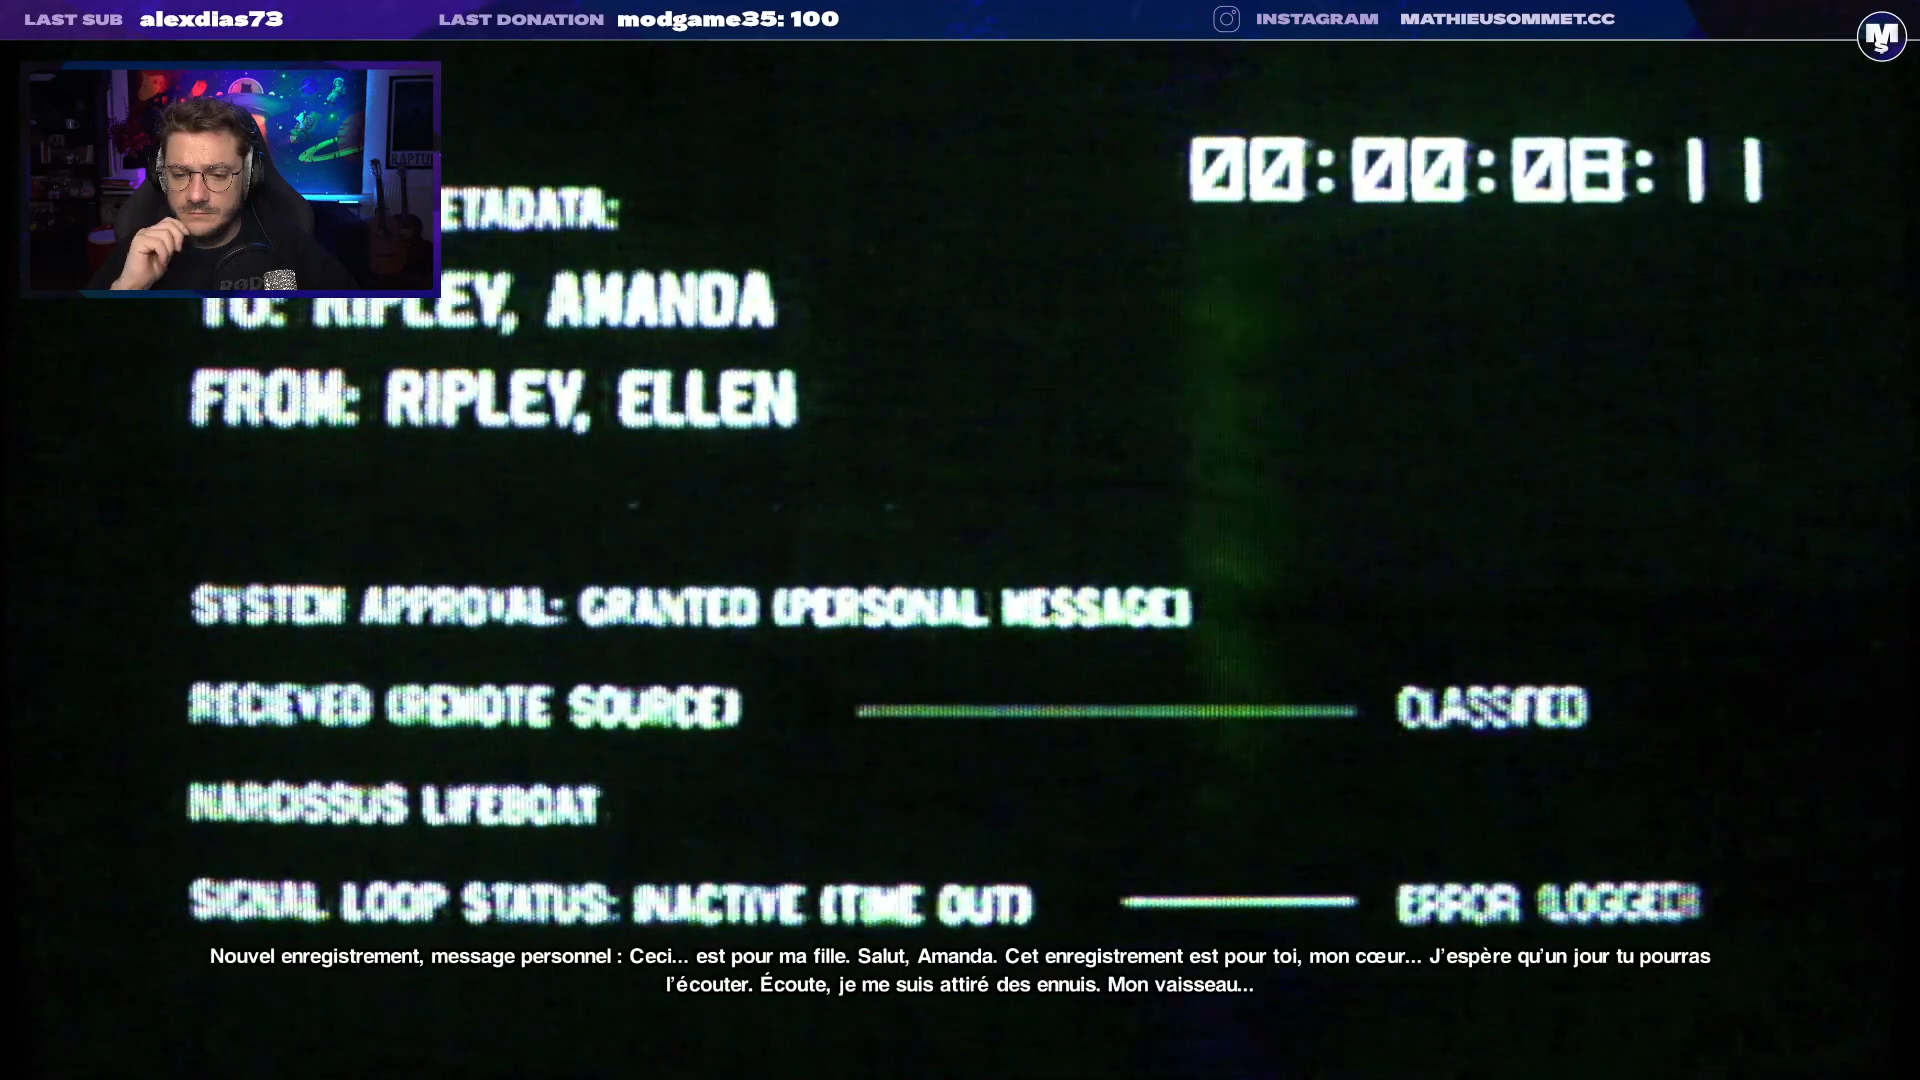 LAST SUB alexdias73 LAST DONATION modgame35: 100 INSTAGRAM MATHIEUSOMMET.CC
00:00:08:11
ETADATA:
TO: RIPLEY, AMANDA
FROM: RIPLEY, ELLEN
SYSTEM APPROVAL: GRANTED (PERSONAL MESSAGE)
RECIEVED (REMOTE SOURCE) CLASSIFIED
NARCISSUS LIFEBOAT
SIGNAL LOOP STATUS: INACTIVE (TIME OUT) ERROR (LOGGED)
Nouvel enregistrement, message personnel : Ceci... est pour ma fille. Salut, Amanda. Cet enregistrement est pour toi, mon cœur... J'espère qu'un jour tu pourras
l'écouter. Écoute, je me suis attiré des ennuis. Mon vaisseau...